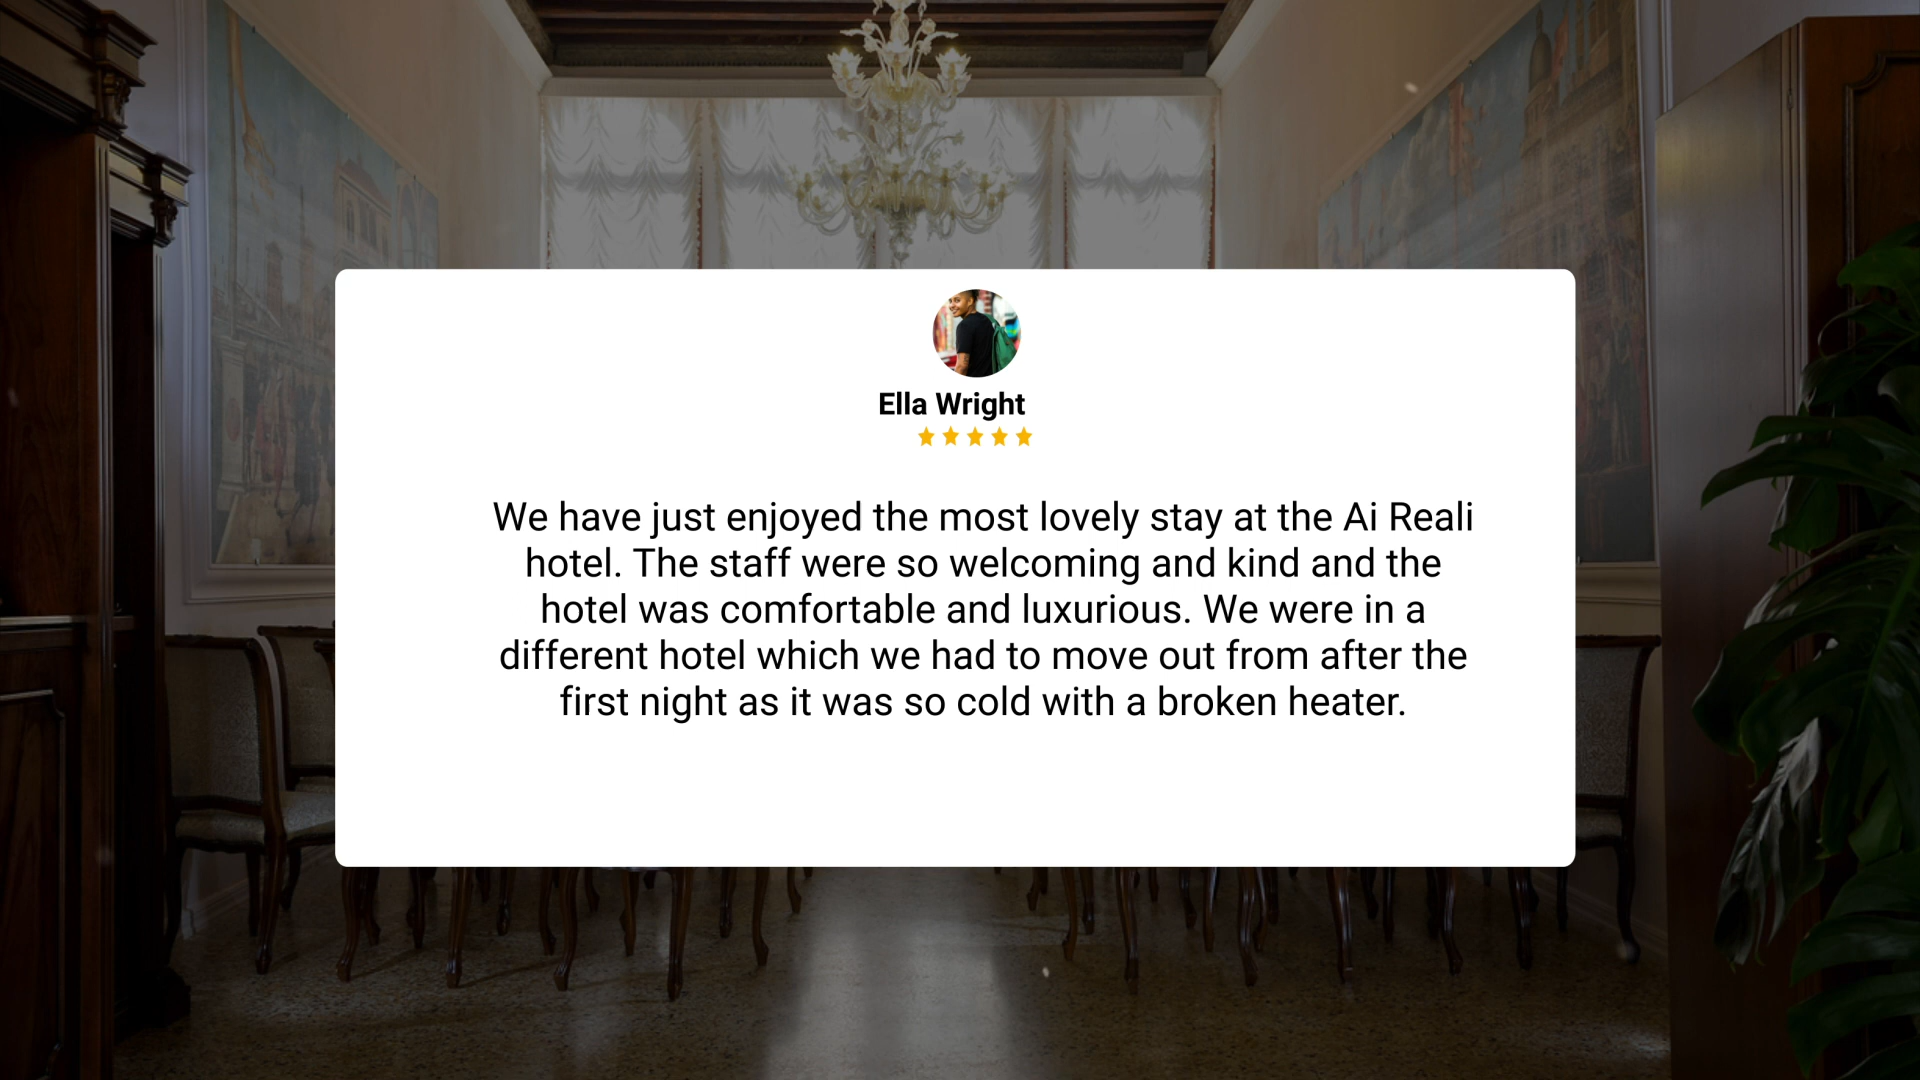 Ella Wright
We have just enjoyed the most lovely stay at the Ai Reali
hotel. The staff were so welcoming and kind and the
hotel was comfortable and luxurious. We were in a
different hotel which we had to move out from after the
first night as it was so cold with a broken heater.